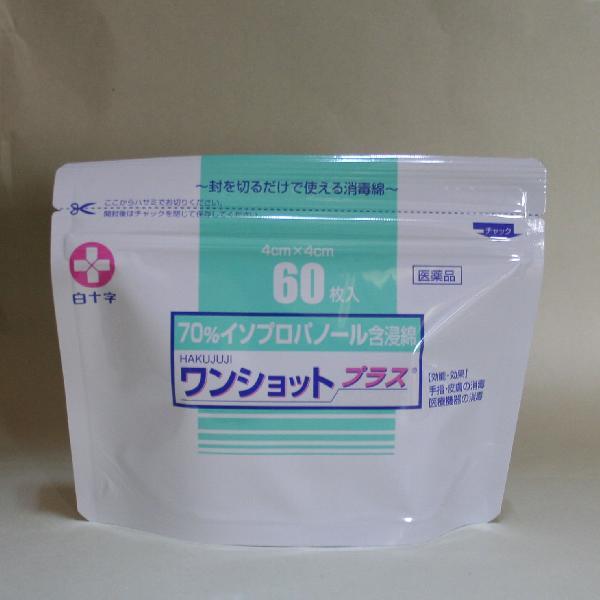 ～封を切るだけで使える消毒綿～
ここからハサミでお切りください。
開封後はチャックを閉じて保存してください。
チャック
4cm×4cm
60枚入
医薬品
白十字
70%イソプロパノール含浸綿
HAKUJUJI
ワンショットプラス®
【効能・効果】
手指・皮膚の消毒
医療機器の消毒